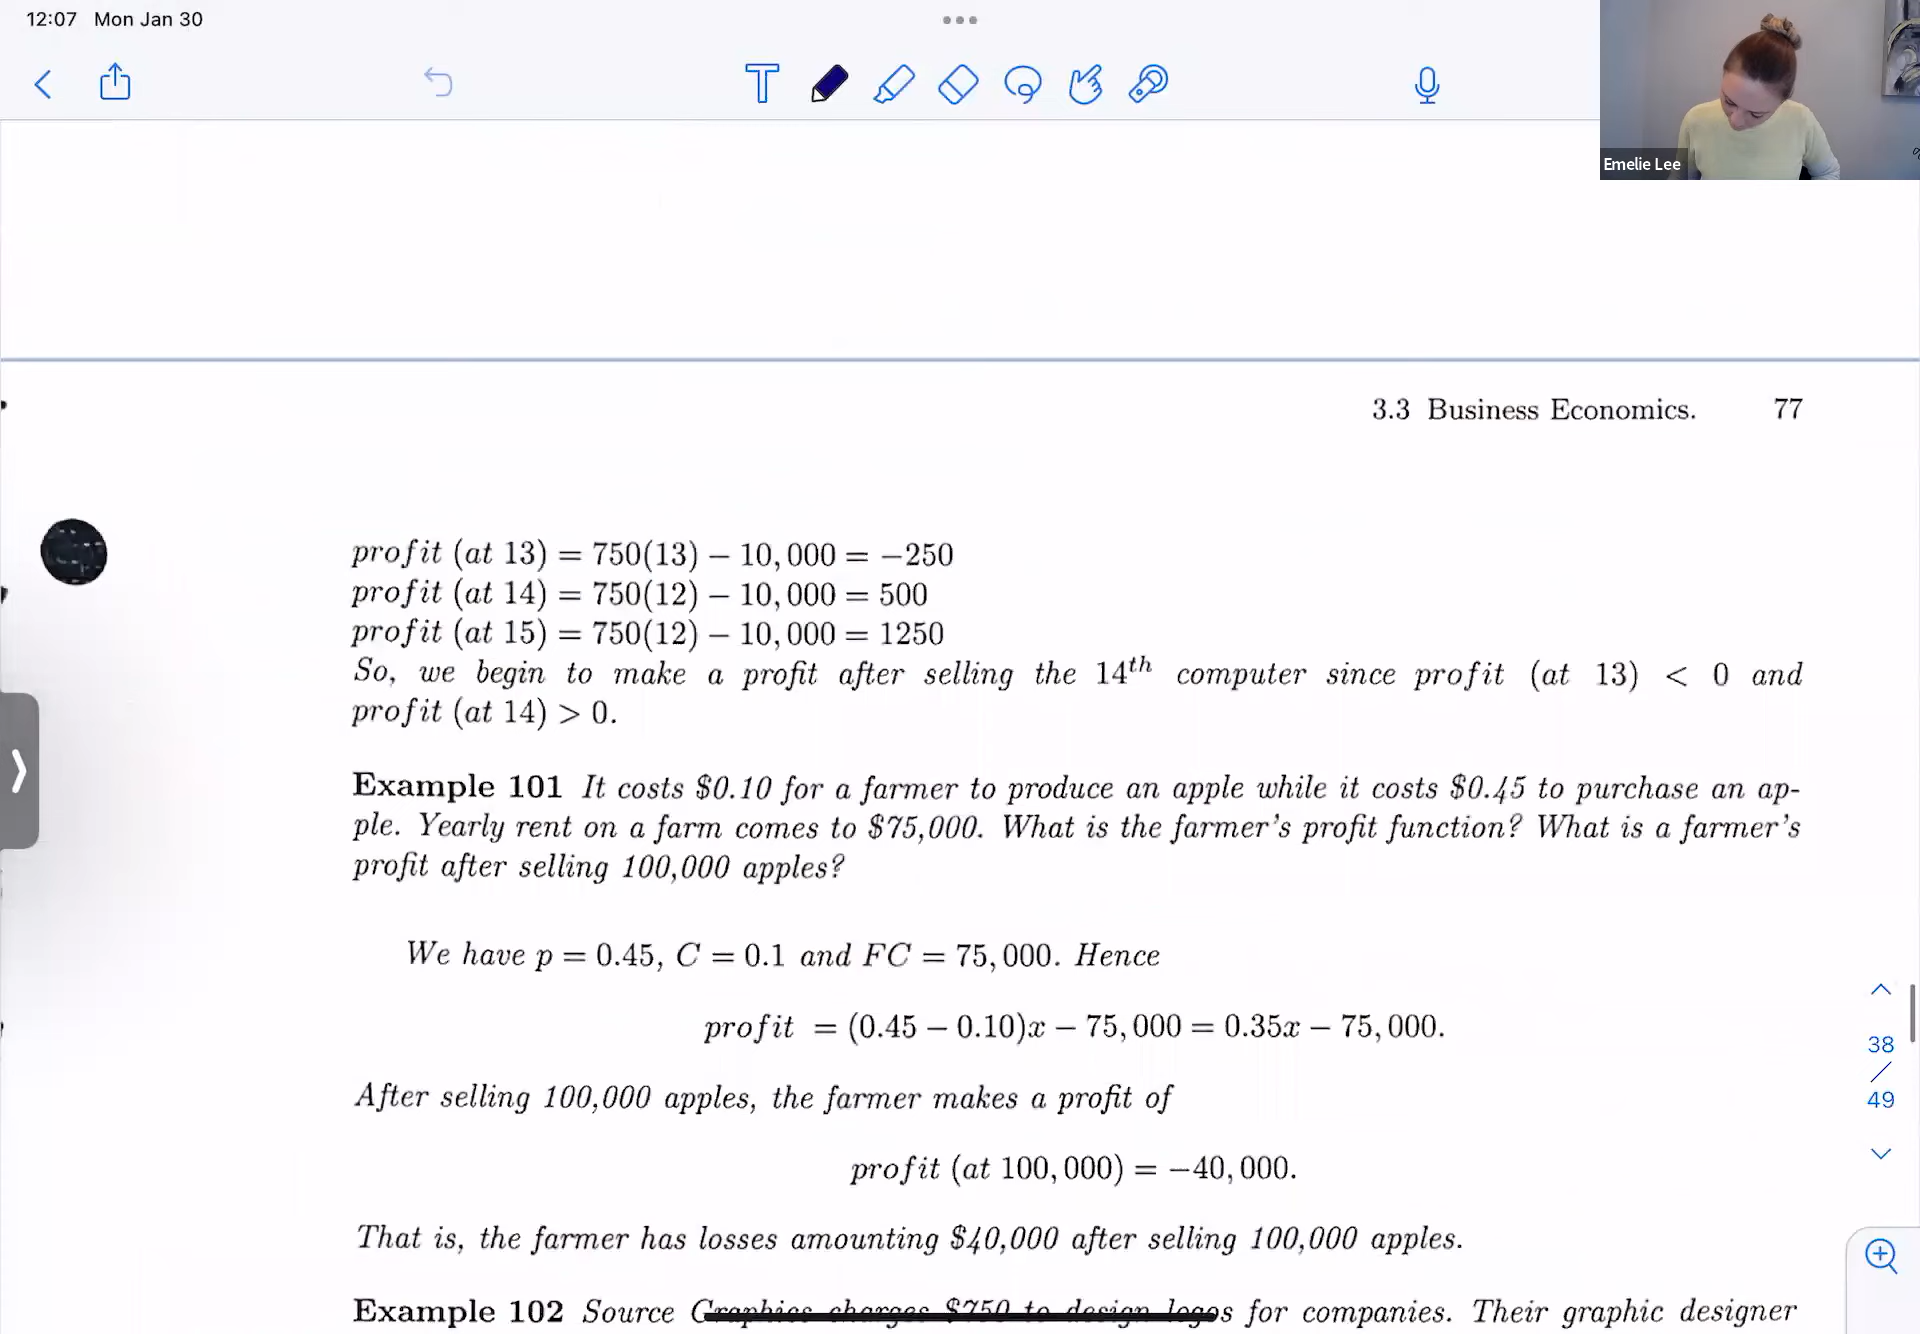 12:07 Mon Jan 30
Emelie Lee
3.3 Business Economics. 77
profit (at 13) = 750(13) − 10,000 = −250
profit (at 14) = 750(12) − 10,000 = 500
profit (at 15) = 750(12) − 10,000 = 1250
So, we begin to make a profit after selling the 14th computer since profit (at 13) < 0 and
profit (at 14) > 0.
Example 101 It costs $0.10 for a farmer to produce an apple while it costs $0.45 to purchase an ap-
ple. Yearly rent on a farm comes to $75,000. What is the farmer's profit function? What is a farmer's
profit after selling 100,000 apples?
We have p = 0.45, C = 0.1 and FC = 75,000. Hence
profit = (0.45 − 0.10)x − 75,000 = 0.35x − 75,000.
After selling 100,000 apples, the farmer makes a profit of
profit (at 100,000) = −40,000.
That is, the farmer has losses amounting $40,000 after selling 100,000 apples.
38
/
49
Example 102 Source Graphics charges $750 to design logos for companies. Their graphic designer